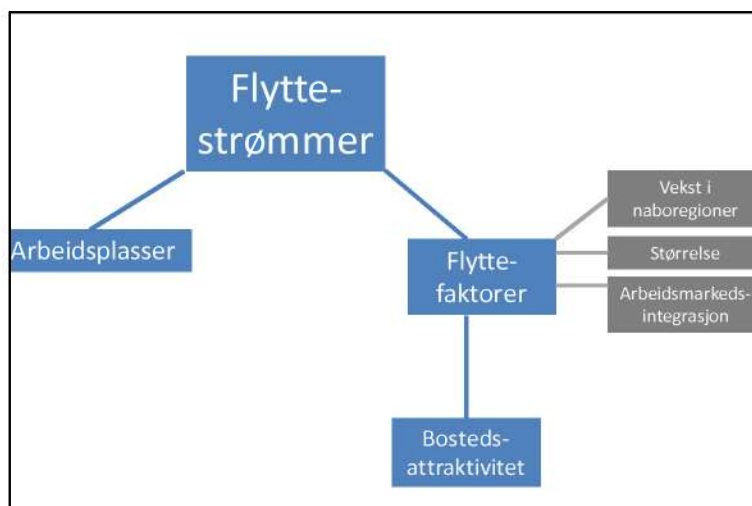 Flytte-
strømmer
Arbeidsplasser
Flytte-
faktorer
Vekst i
naboregioner
Størrelse
Arbeidsmarkeds-
integrasjon
Bosteds-
attraktivitet